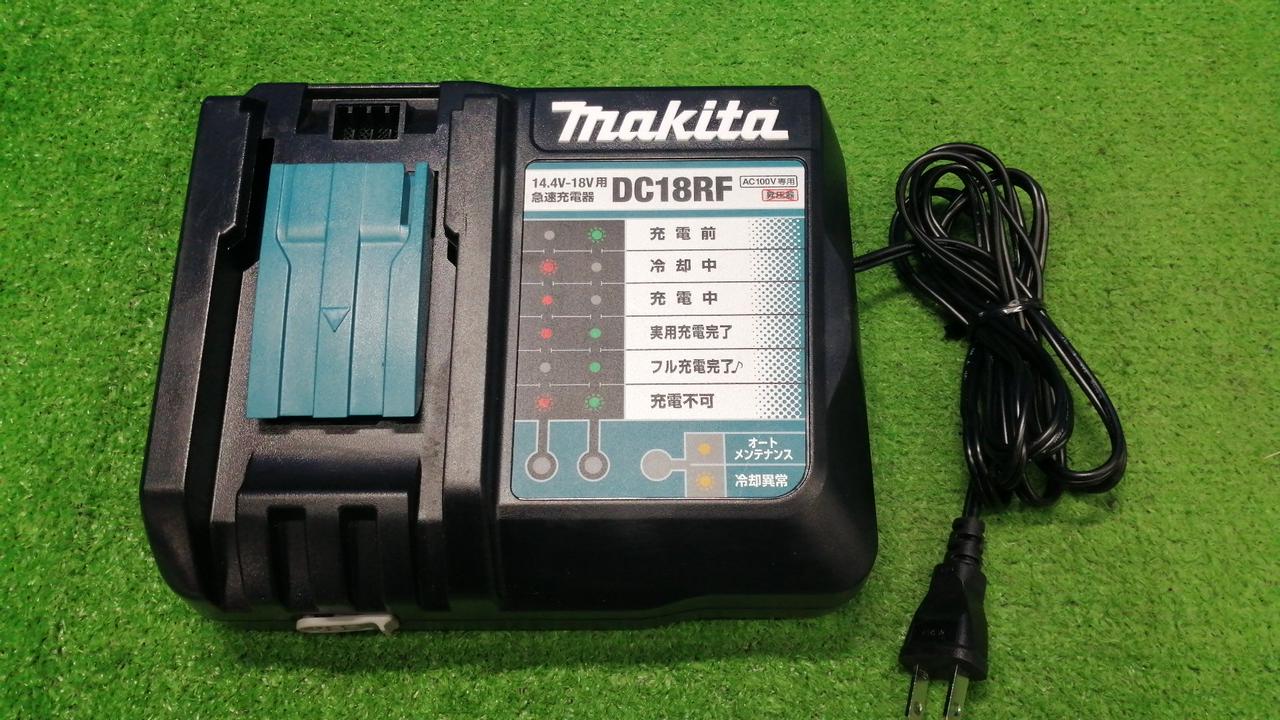 makita
14.4V-18V用
急速充電器
DC18RF
AC100V専用
昇圧器
充電前
冷却中
充電中
実用充電完了
フル充電完了♪
充電不可
オート
メンテナンス
冷却異常